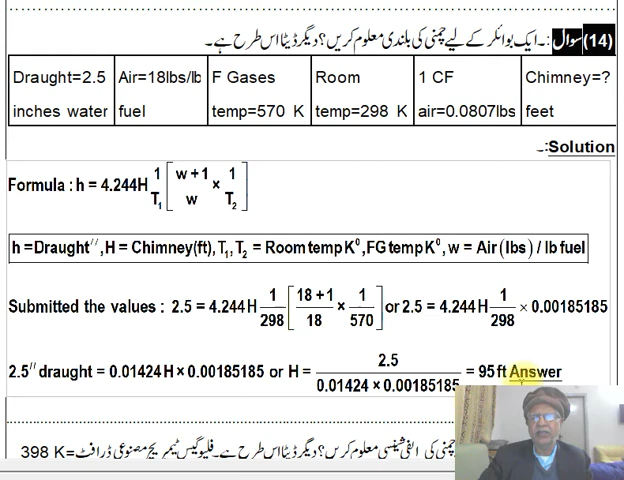 (14) سوال :۔ ایک بوائلر کے لیے چمنی کی بلندی معلوم کریں؟ دیگر ڈیٹا اس طرح ہے۔
Draught=2.5 inches water | Air=18lbs/lb fuel | F Gases temp=570 K | Room temp=298 K | 1 CF air=0.0807lbs | Chimney=? feet
Solution:۔
Formula : h = 4.244H 1/T₁ [ w + 1 / w × 1/T₂ ]
h =Draught′′, H = Chimney(ft), T₁, T₂ = Room temp K⁰, FG temp K⁰, w = Air (lbs) / lb fuel
Submitted the values : 2.5 = 4.244H 1/298 [ 18 + 1 / 18 × 1/570 ] or 2.5 = 4.244H 1/298 × 0.00185185
2.5′′ draught = 0.01424 H × 0.00185185 or H = 2.5 / 0.01424 × 0.00185185 = 95 ft Answer
چمنی کی ایفی شینسی معلوم کریں؟ دیگر ڈیٹا اس طرح ہے۔ فلیو گیس ٹمپریچر مصنوعی ڈرافٹ= 398 K